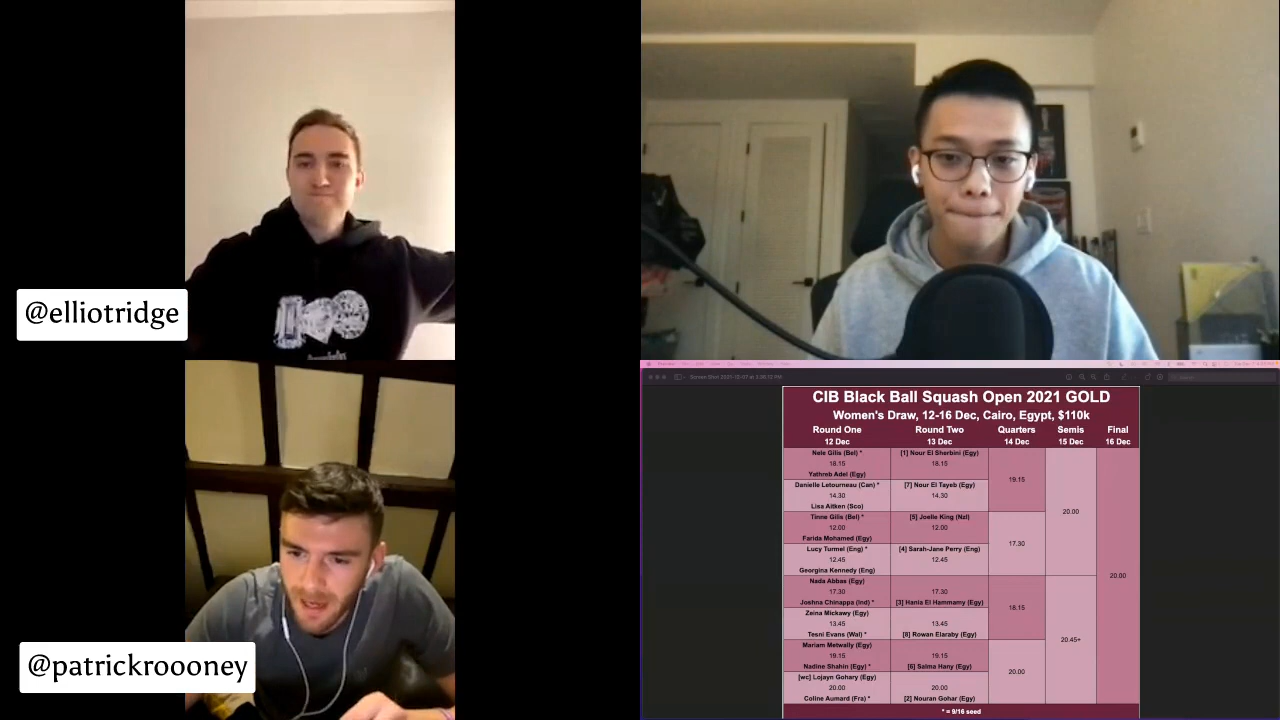 @elliotridge
@patrickroooney
CIB Black Ball Squash Open 2021 GOLD
Women's Draw, 12-16 Dec, Cairo, Egypt, $110k
Round One Round Two Quarters Semis Final
12 Dec 13 Dec 14 Dec 15 Dec 16 Dec
Nele Gilis (Bel) * [1] Nour El Sherbini (Egy)
18.15 18.15
Yathreb Adel (Egy)
19.15
Danielle Letourneau (Can) * [7] Nour El Tayeb (Egy)
14.30 14.30
Lisa Aitken (Sco)
20.00
Tinne Gilis (Bel) * [5] Joelle King (Nzl)
12.00 12.00
Farida Mohamed (Egy)
17.30
Lucy Turmel (Eng) * [4] Sarah-Jane Perry (Eng)
12.45 12.45
Georgina Kennedy (Eng)
20.00
Nada Abbas (Egy)
17.30 17.30
Joshna Chinappa (Ind) * [3] Hania El Hammamy (Egy)
18.15
Zeina Mickawy (Egy)
13.45 13.45
Tesni Evans (Wal) * [8] Rowan Elaraby (Egy)
20.45+
Mariam Metwally (Egy)
19.15 19.15
Nadine Shahin (Egy) * [6] Salma Hany (Egy)
20.00
[wc] Lojayn Gohary (Egy)
20.00 20.00
Coline Aumard (Fra) * [2] Nouran Gohar (Egy)
* = 9/16 seed